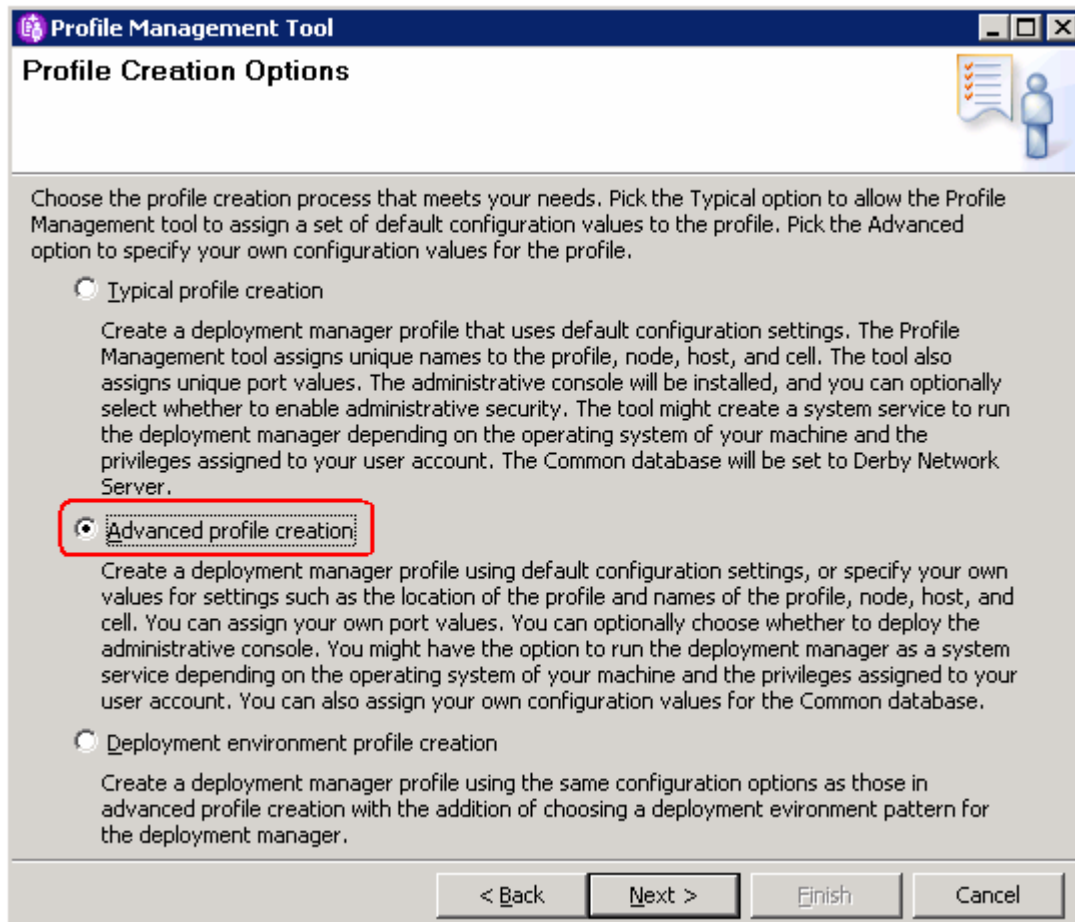 Profile Management Tool
Profile Creation Options
Choose the profile creation process that meets your needs. Pick the Typical option to allow the Profile
Management tool to assign a set of default configuration values to the profile. Pick the Advanced
option to specify your own configuration values for the profile.
Typical profile creation
Create a deployment manager profile that uses default configuration settings. The Profile
Management tool assigns unique names to the profile, node, host, and cell. The tool also
assigns unique port values. The administrative console will be installed, and you can optionally
select whether to enable administrative security. The tool might create a system service to run
the deployment manager depending on the operating system of your machine and the
privileges assigned to your user account. The Common database will be set to Derby Network
Server.
Advanced profile creation
Create a deployment manager profile using default configuration settings, or specify your own
values for settings such as the location of the profile and names of the profile, node, host, and
cell. You can assign your own port values. You can optionally choose whether to deploy the
administrative console. You might have the option to run the deployment manager as a system
service depending on the operating system of your machine and the privileges assigned to your
user account. You can also assign your own configuration values for the Common database.
Deployment environment profile creation
Create a deployment manager profile using the same configuration options as those in
advanced profile creation with the addition of choosing a deployment evironment pattern for
the deployment manager.
< Back Next > Finish Cancel